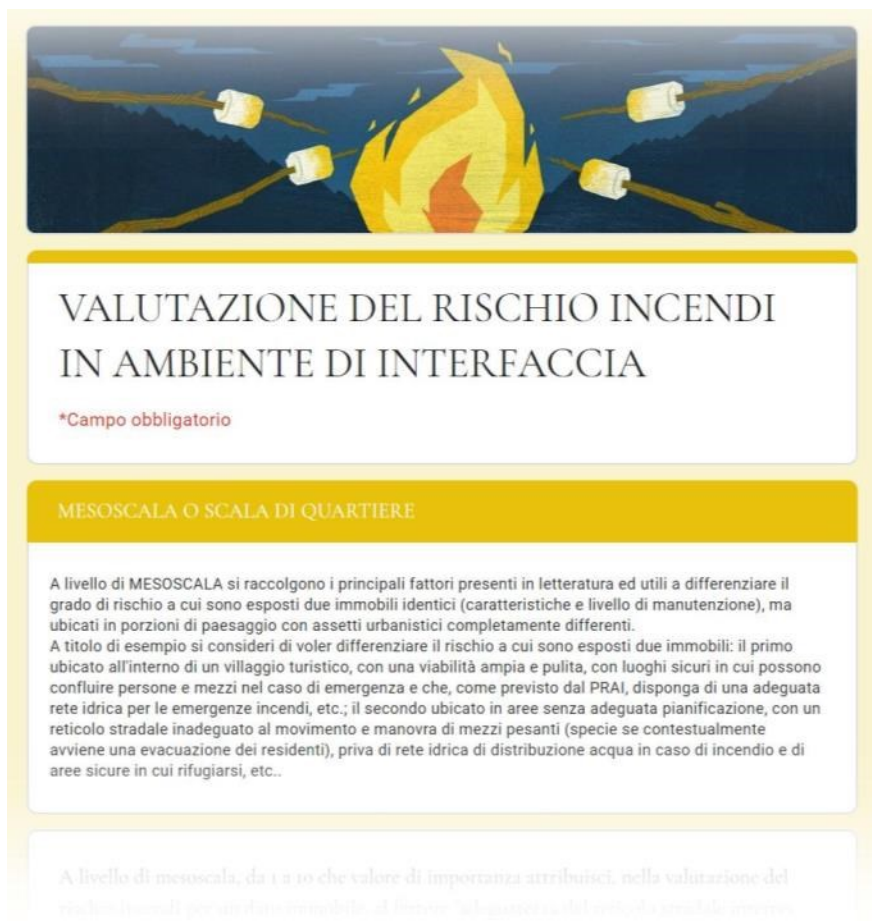 VALUTAZIONE DEL RISCHIO INCENDI
IN AMBIENTE DI INTERFACCIA
*Campo obbligatorio
MESOSCALA O SCALA DI QUARTIERE
A livello di MESOSCALA si raccolgono i principali fattori presenti in letteratura ed utili a differenziare il
grado di rischio a cui sono esposti due immobili identici (caratteristiche e livello di manutenzione), ma
ubicati in porzioni di paesaggio con assetti urbanistici completamente differenti.
A titolo di esempio si consideri di voler differenziare il rischio a cui sono esposti due immobili: il primo
ubicato all'interno di un villaggio turistico, con una viabilità ampia e pulita, con luoghi sicuri in cui possono
confluire persone e mezzi nel caso di emergenza e che, come previsto dal PRAI, disponga di una adeguata
rete idrica per le emergenze incendi, etc.; il secondo ubicato in aree senza adeguata pianificazione, con un
reticolo stradale inadeguato al movimento e manovra di mezzi pesanti (specie se contestualmente
avviene una evacuazione dei residenti), priva di rete idrica di distribuzione acqua in caso di incendio e di
aree sicure in cui rifugiarsi, etc..
A livello di mesoscala, da 1 a 10 che valore di importanza attribuisci, nella valutazione del